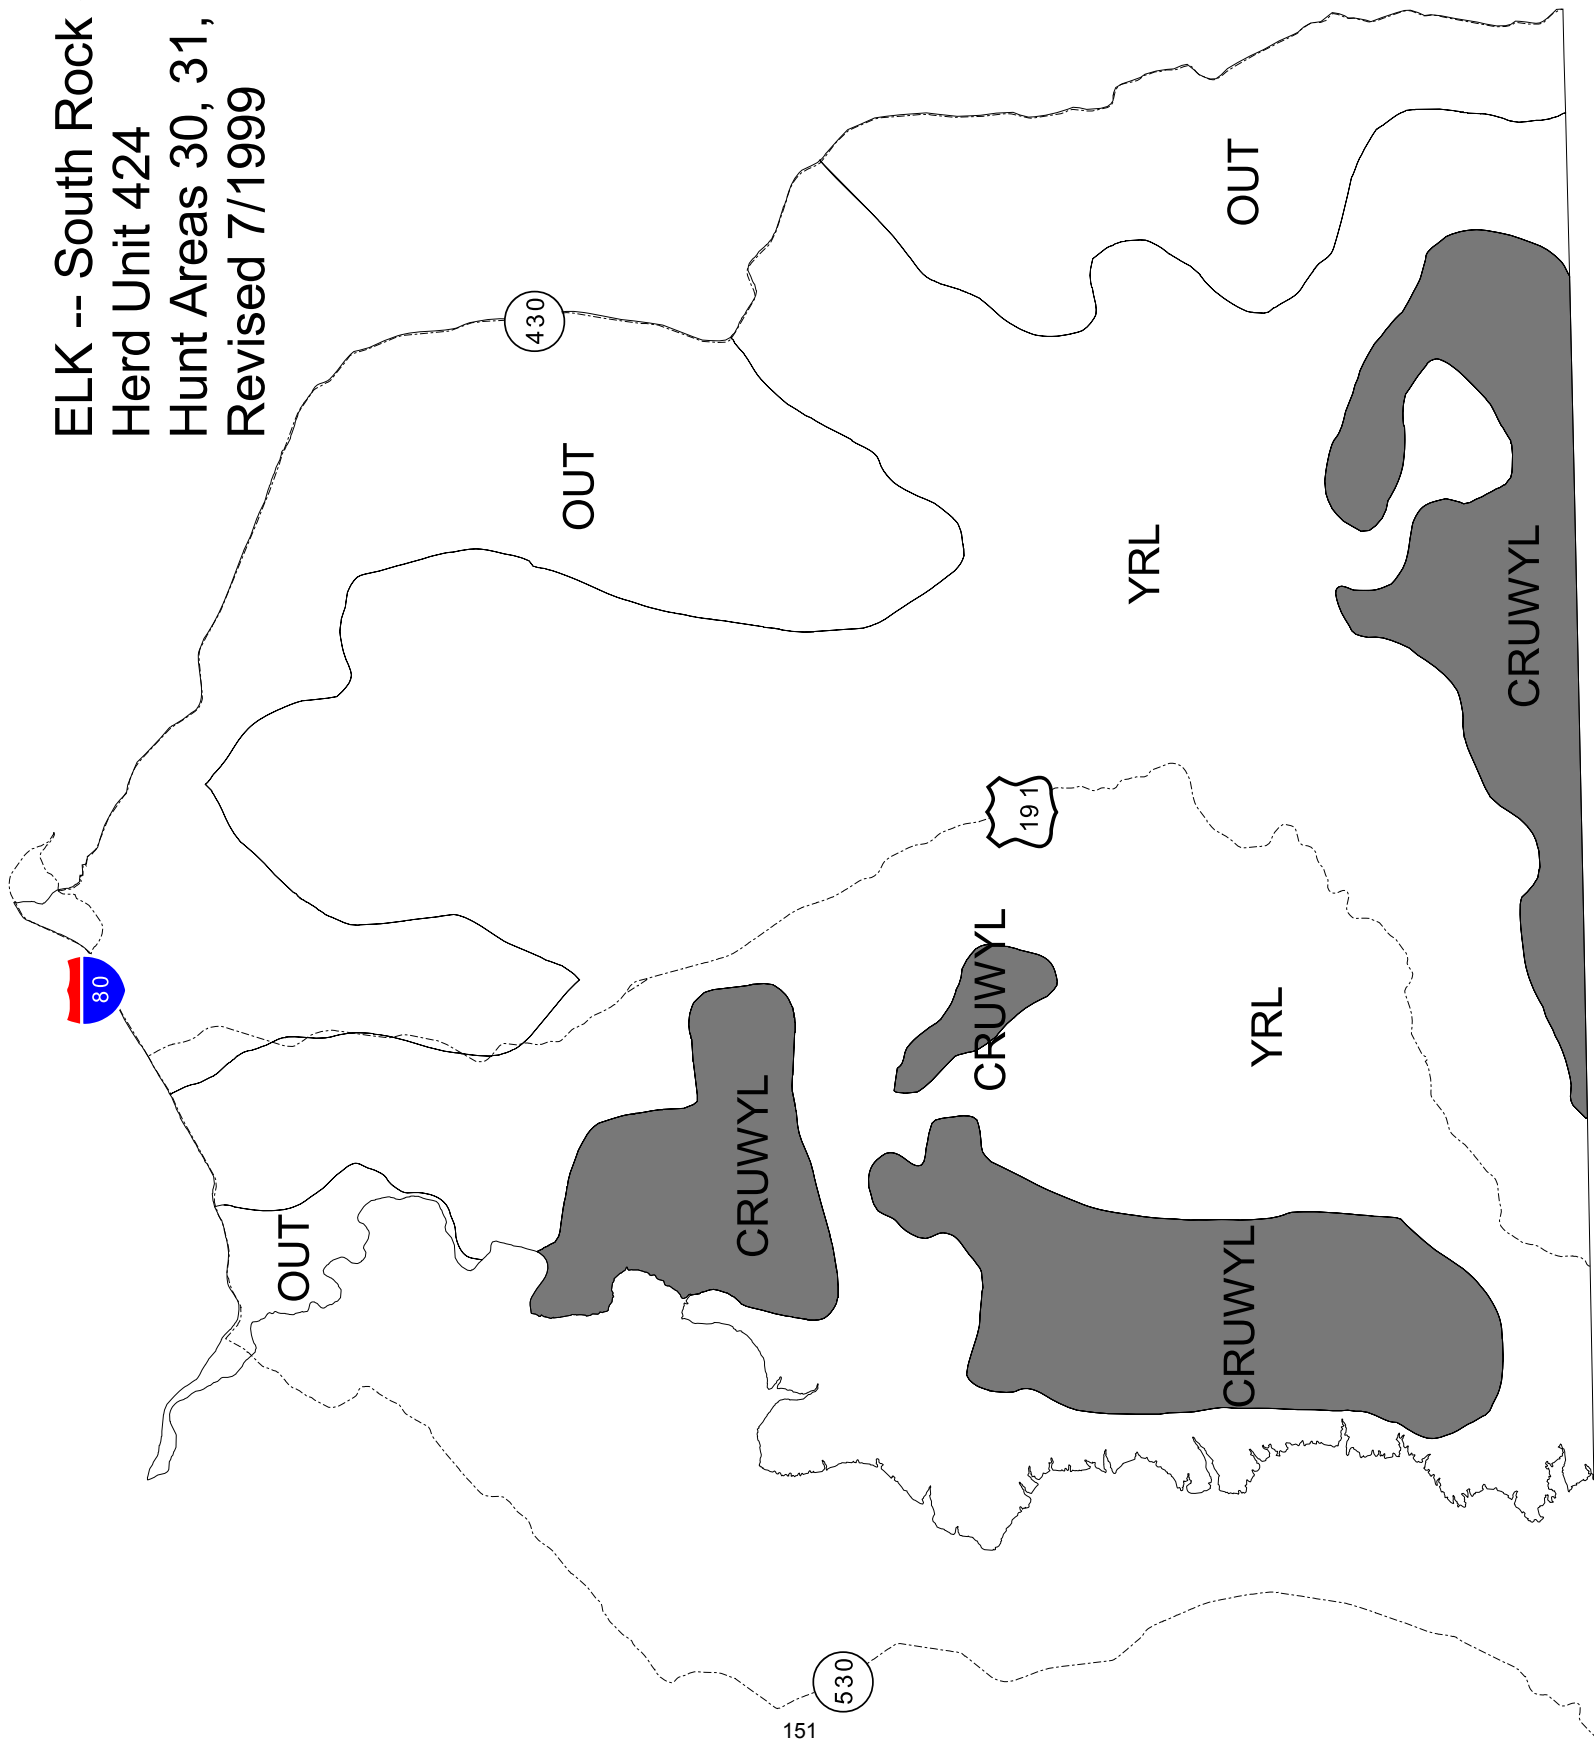 ELK -- South Rock
Herd Unit 424
Hunt Areas 30, 31,
Revised 7/1999
80
430
OUT
OUT
OUT
YRL
191
CRUWYL
CRUWYL
CRUWYL
YRL
CRUWYL
530
151